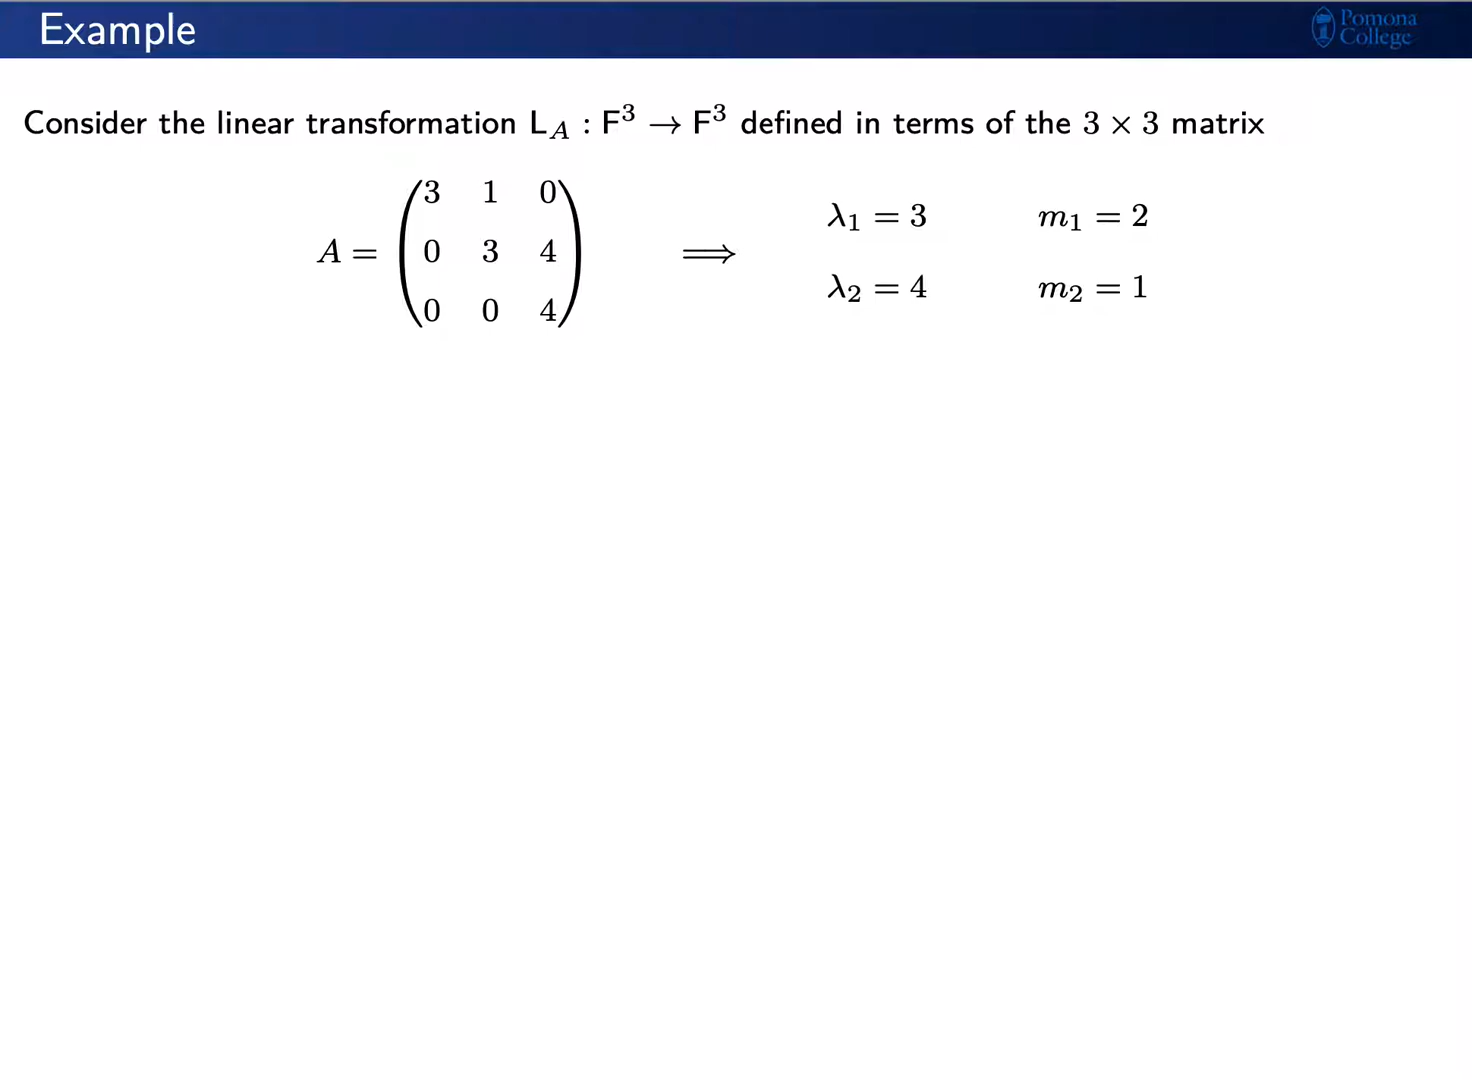 Example
Pomona
College
Consider the linear transformation L_A : F³ → F³ defined in terms of the 3 × 3 matrix
A = (3 1 0
0 3 4
0 0 4) ⟹
λ₁ = 3 m₁ = 2
λ₂ = 4 m₂ = 1